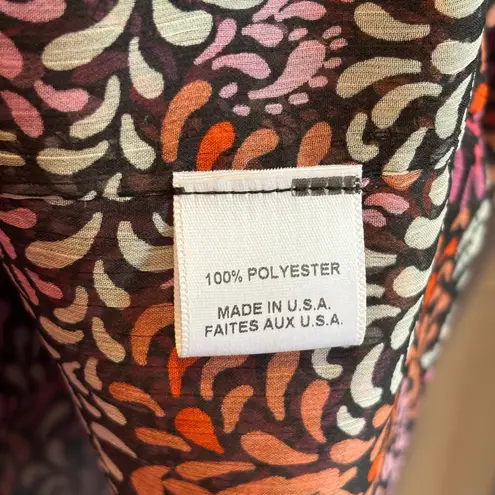 100% POLYESTER
MADE IN U.S.A.
FAITES AUX U.S.A.